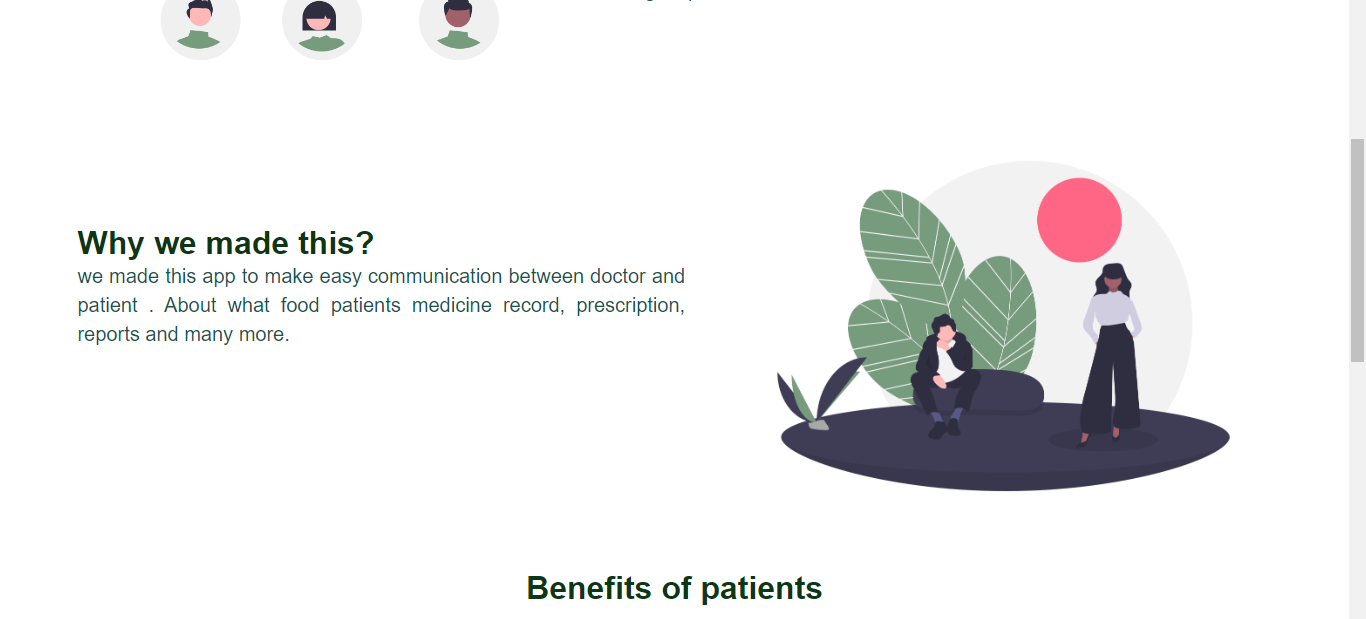 Why we made this?
we made this app to make easy communication between doctor and
patient . About what food patients medicine record, prescription,
reports and many more.
Benefits of patients